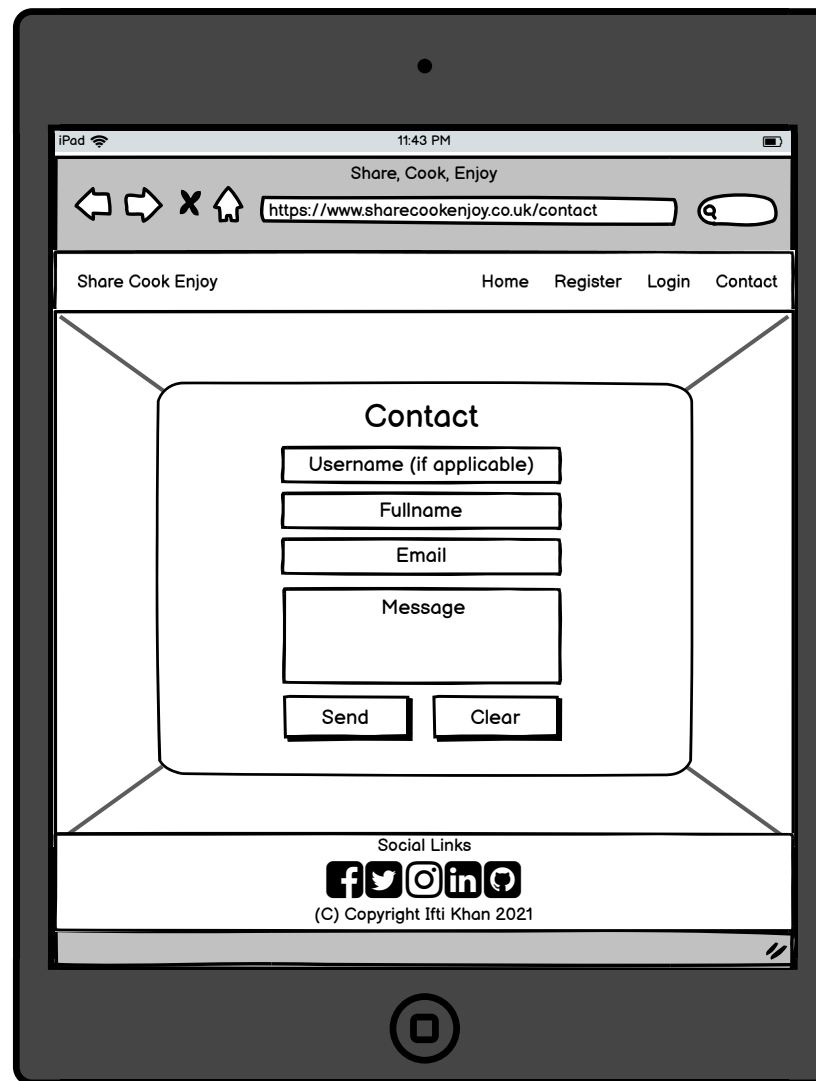 iPad 11:43 PM
Share, Cook, Enjoy
https://www.sharecookenjoy.co.uk/contact
Share Cook Enjoy Home Register Login Contact
Contact
Username (if applicable)
Fullname
Email
Message
Send Clear
Social Links
(C) Copyright Ifti Khan 2021